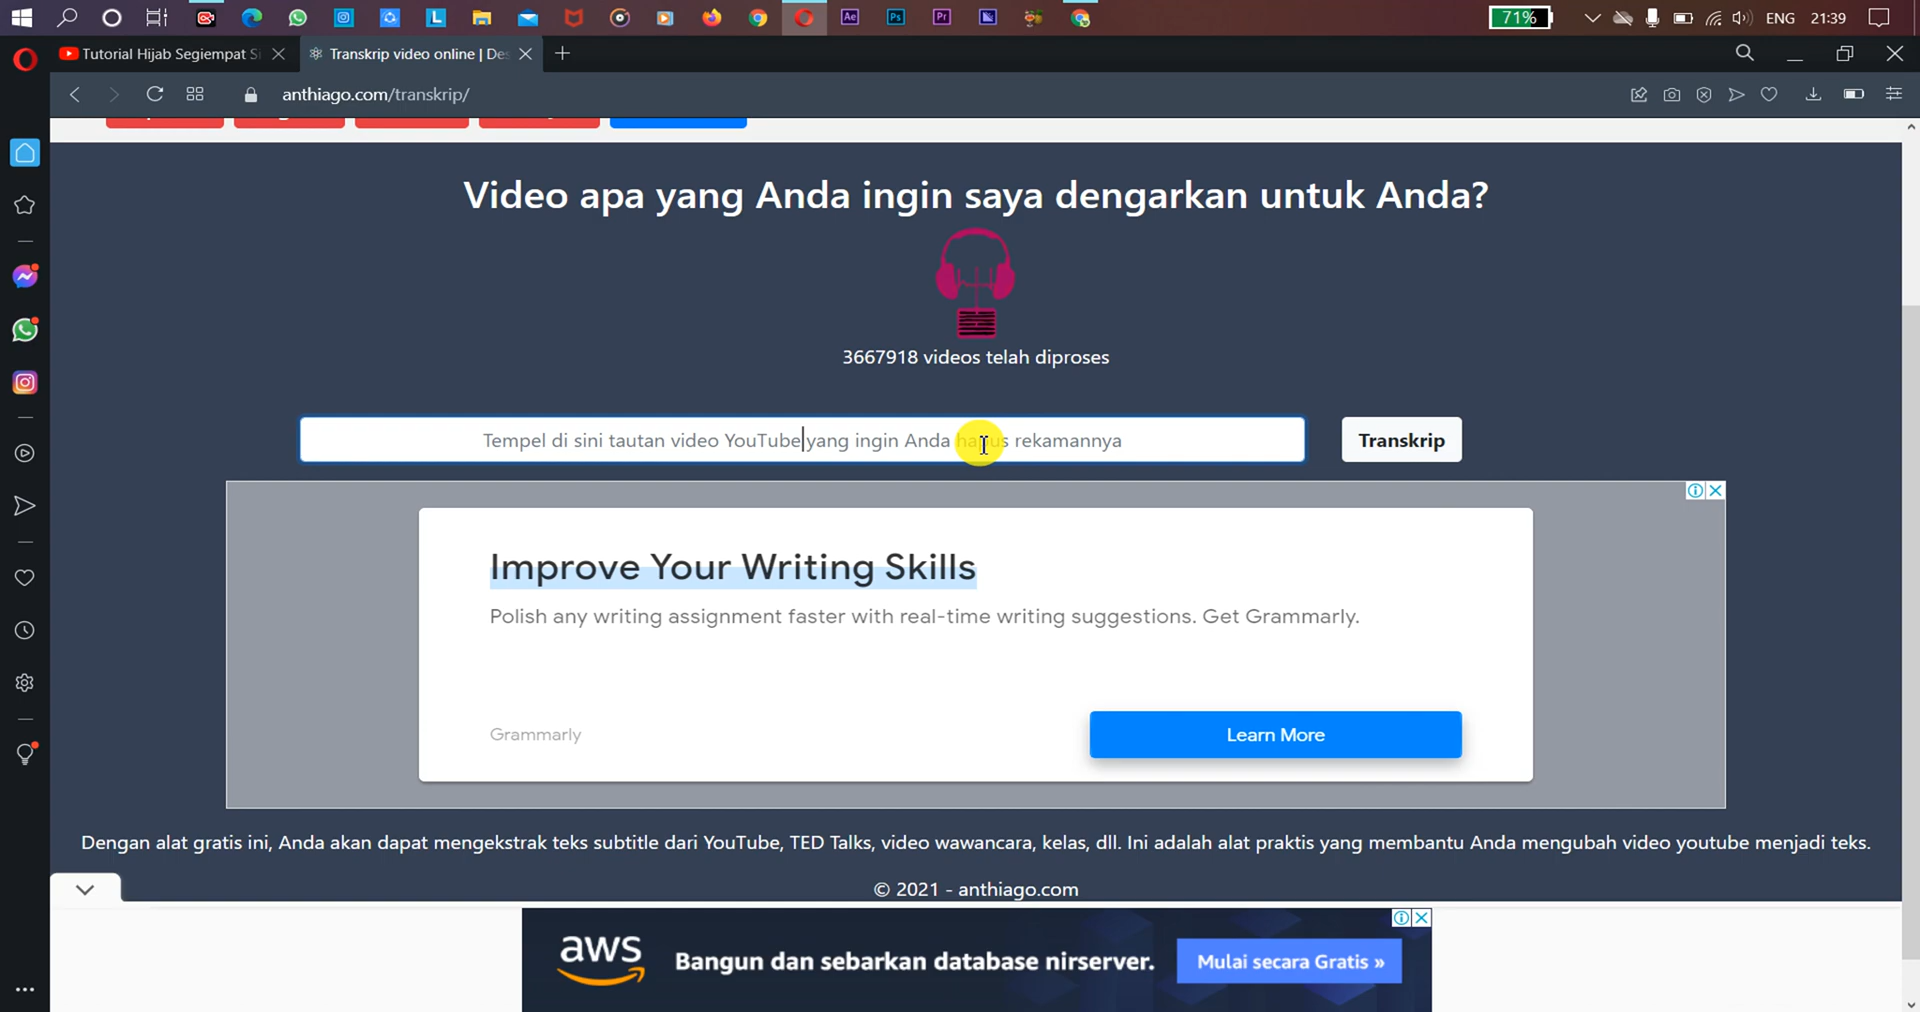 71%
ENG
21:39
Tutorial Hijab Segiempat S
Transkrip video online | Des
anthiago.com/transkrip/
Video apa yang Anda ingin saya dengarkan untuk Anda?
3667918 videos telah diproses
Tempel di sini tautan video YouTube yang ingin Anda hapus rekamannya
Transkrip
Improve Your Writing Skills
Polish any writing assignment faster with real-time writing suggestions. Get Grammarly.
Grammarly
Learn More
Dengan alat gratis ini, Anda akan dapat mengekstrak teks subtitle dari YouTube, TED Talks, video wawancara, kelas, dll. Ini adalah alat praktis yang membantu Anda mengubah video youtube menjadi teks.
© 2021 - anthiago.com
aws
Bangun dan sebarkan database nirserver.
Mulai secara Gratis »